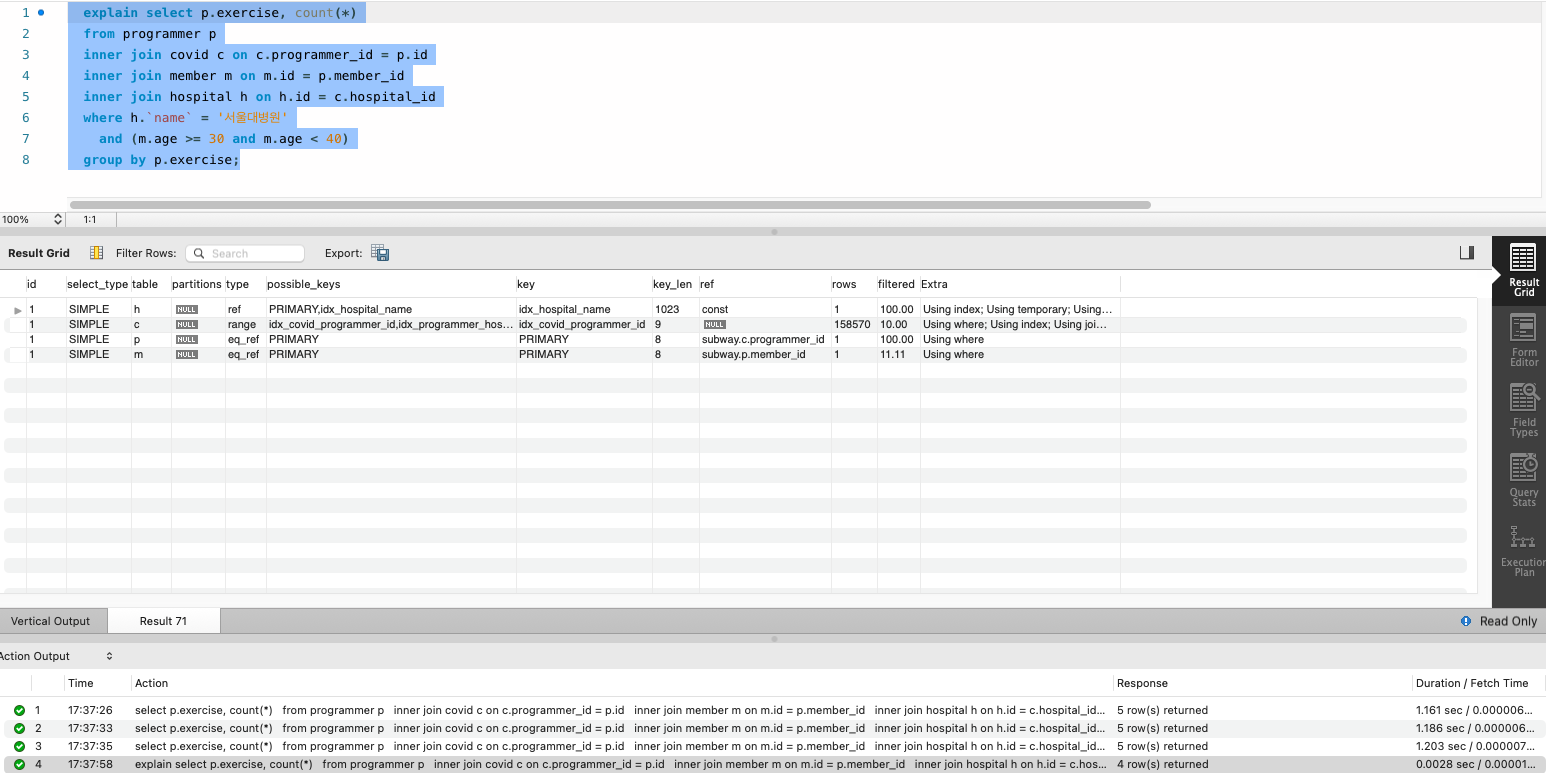 1 explain select p.exercise, count(*)
2 from programmer p
3 inner join covid c on c.programmer_id = p.id
4 inner join member m on m.id = p.member_id
5 inner join hospital h on h.id = c.hospital_id
6 where h.`name` = '서울대병원'
7 and (m.age >= 30 and m.age < 40)
8 group by p.exercise;
100% 1:1
Result Grid Filter Rows: Search Export:
id select_type table partitions type possible_keys key key_len ref rows filtered Extra
1 SIMPLE h NULL ref PRIMARY,idx_hospital_name idx_hospital_name 1023 const 1 100.00 Using index; Using temporary; Using...
1 SIMPLE c NULL range idx_covid_programmer_id,idx_programmer_hos... idx_covid_programmer_id 9 NULL 158570 10.00 Using where; Using index; Using joi...
1 SIMPLE p NULL eq_ref PRIMARY PRIMARY 8 subway.c.programmer_id 1 100.00 Using where
1 SIMPLE m NULL eq_ref PRIMARY PRIMARY 8 subway.p.member_id 1 11.11 Using where
Result
Grid
Form
Editor
Field
Types
Query
Stats
Execution
Plan
Vertical Output Result 71 Read Only
Action Output
Time Action Response Duration / Fetch Time
1 17:37:26 select p.exercise, count(*) from programmer p inner join covid c on c.programmer_id = p.id inner join member m on m.id = p.member_id inner join hospital h on h.id = c.hospital_id... 5 row(s) returned 1.161 sec / 0.000006...
2 17:37:33 select p.exercise, count(*) from programmer p inner join covid c on c.programmer_id = p.id inner join member m on m.id = p.member_id inner join hospital h on h.id = c.hospital_id... 5 row(s) returned 1.186 sec / 0.000006...
3 17:37:35 select p.exercise, count(*) from programmer p inner join covid c on c.programmer_id = p.id inner join member m on m.id = p.member_id inner join hospital h on h.id = c.hospital_id... 5 row(s) returned 1.203 sec / 0.000007...
4 17:37:58 explain select p.exercise, count(*) from programmer p inner join covid c on c.programmer_id = p.id inner join member m on m.id = p.member_id inner join hospital h on h.id = c.hos... 4 row(s) returned 0.0028 sec / 0.00001...